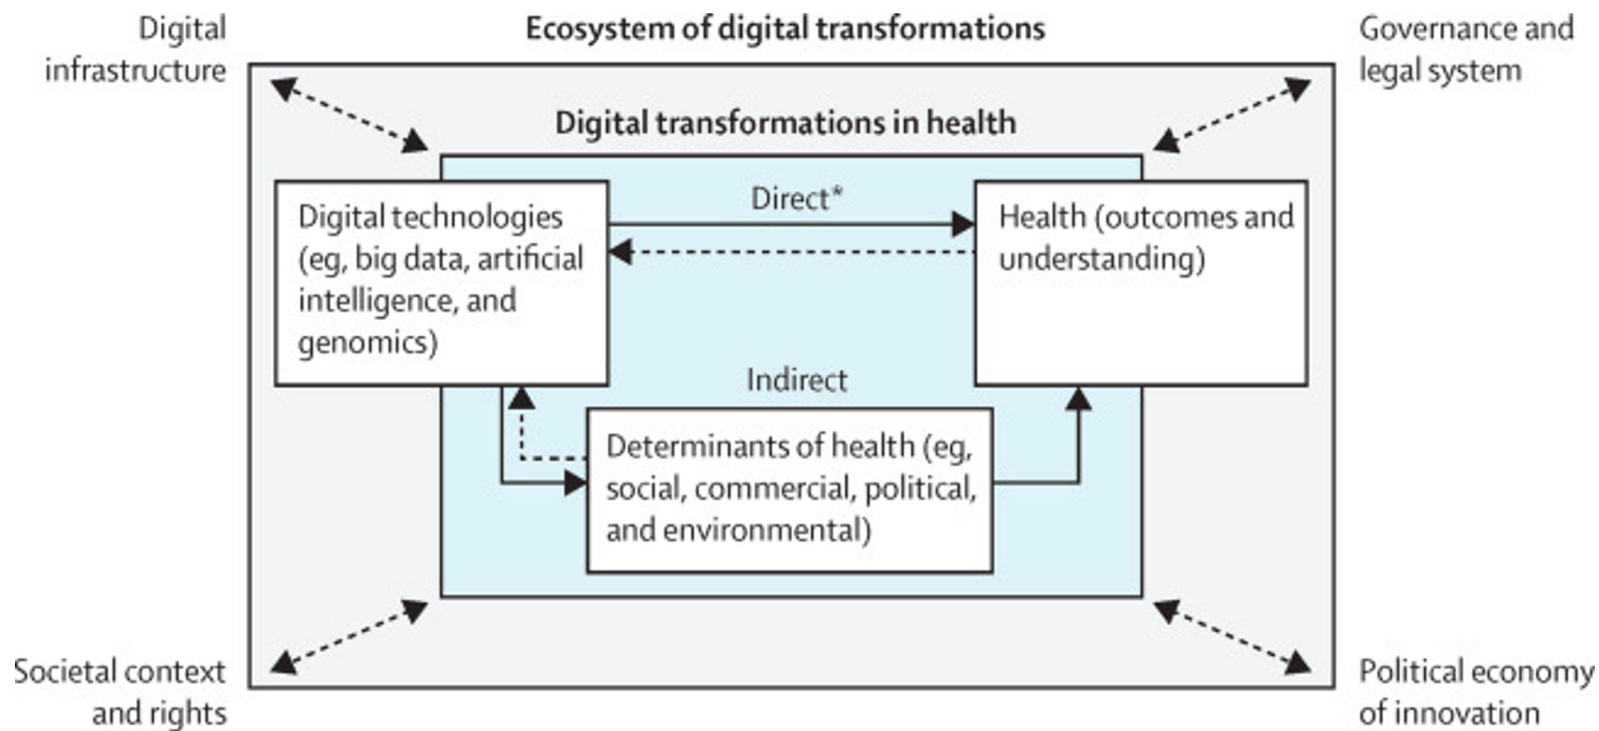 Digital
infrastructure
Ecosystem of digital transformations
Governance and
legal system
Digital transformations in health
Digital technologies
(eg, big data, artificial
intelligence, and
genomics)
Direct*
Health (outcomes and
understanding)
Indirect
Determinants of health (eg,
social, commercial, political,
and environmental)
Societal context
and rights
Political economy
of innovation